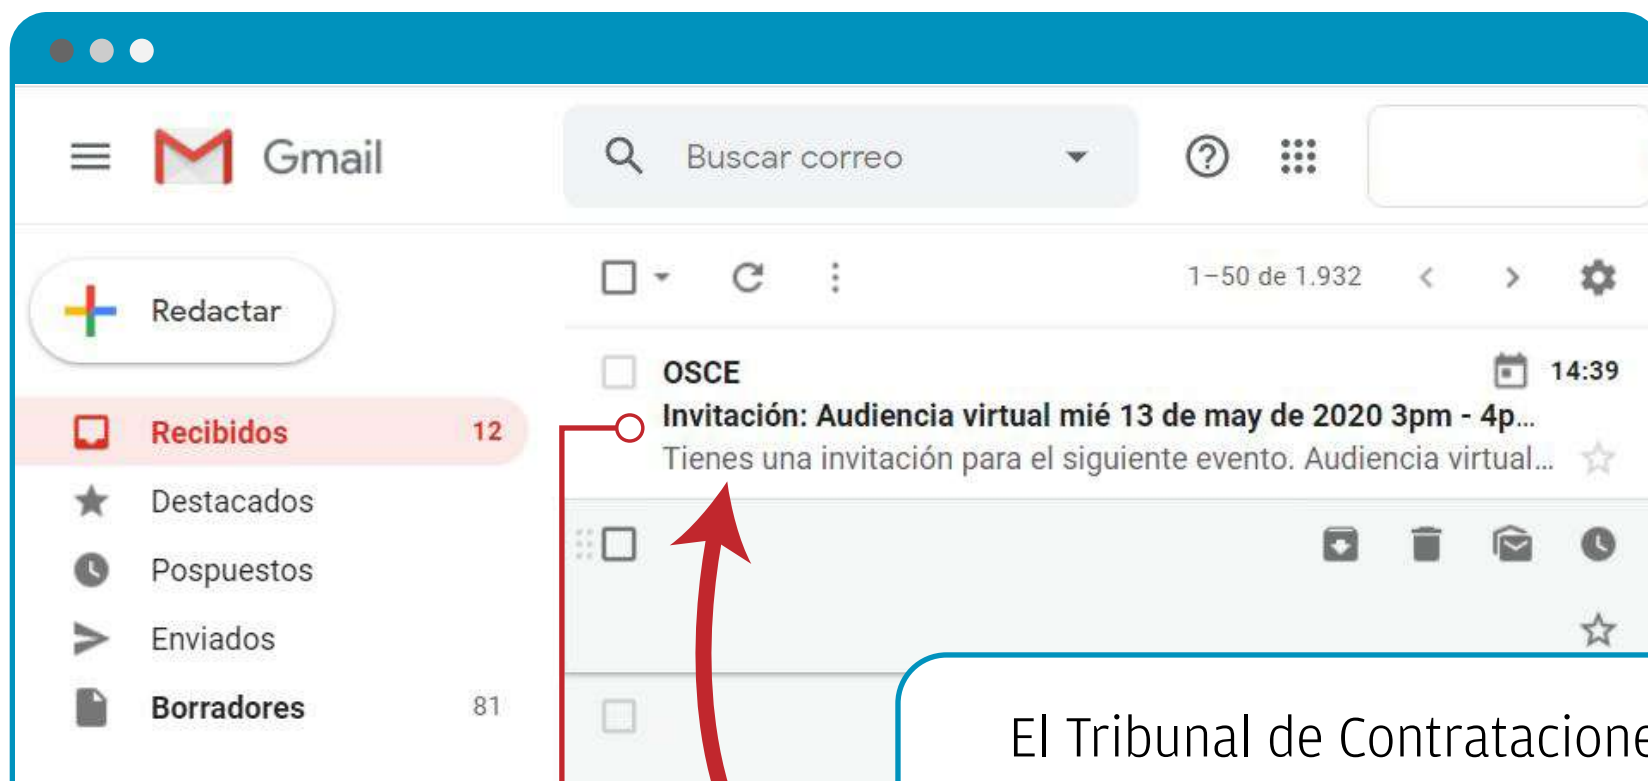 Gmail
Buscar correo
1–50 de 1.932
Redactar
OSCE 14:39
Invitación: Audiencia virtual mié 13 de may de 2020 3pm - 4p...
Tienes una invitación para el siguiente evento. Audiencia virtual...
Recibidos 12
Destacados
Pospuestos
Enviados
Borradores 81
El Tribunal de Contratacione